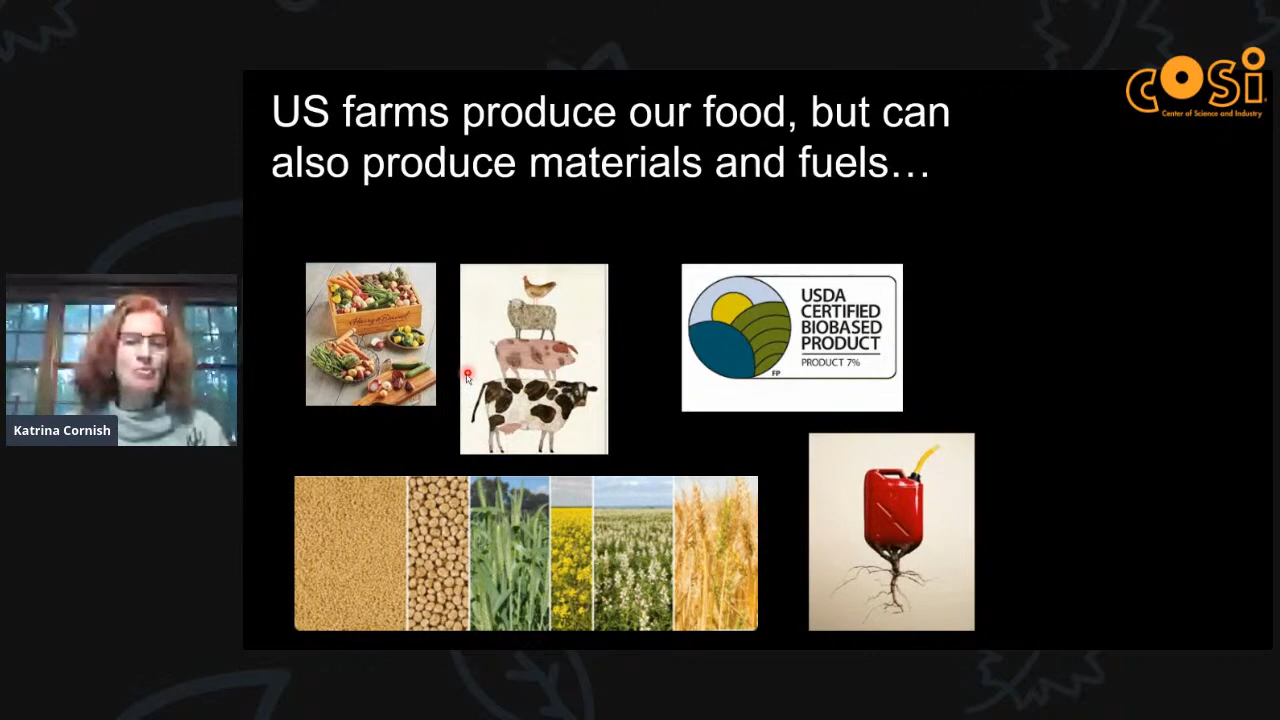 cosi
Center of Science and Industry
US farms produce our food, but can
also produce materials and fuels…
USDA
CERTIFIED
BIOBASED
PRODUCT
PRODUCT 7%
FP
Katrina Cornish